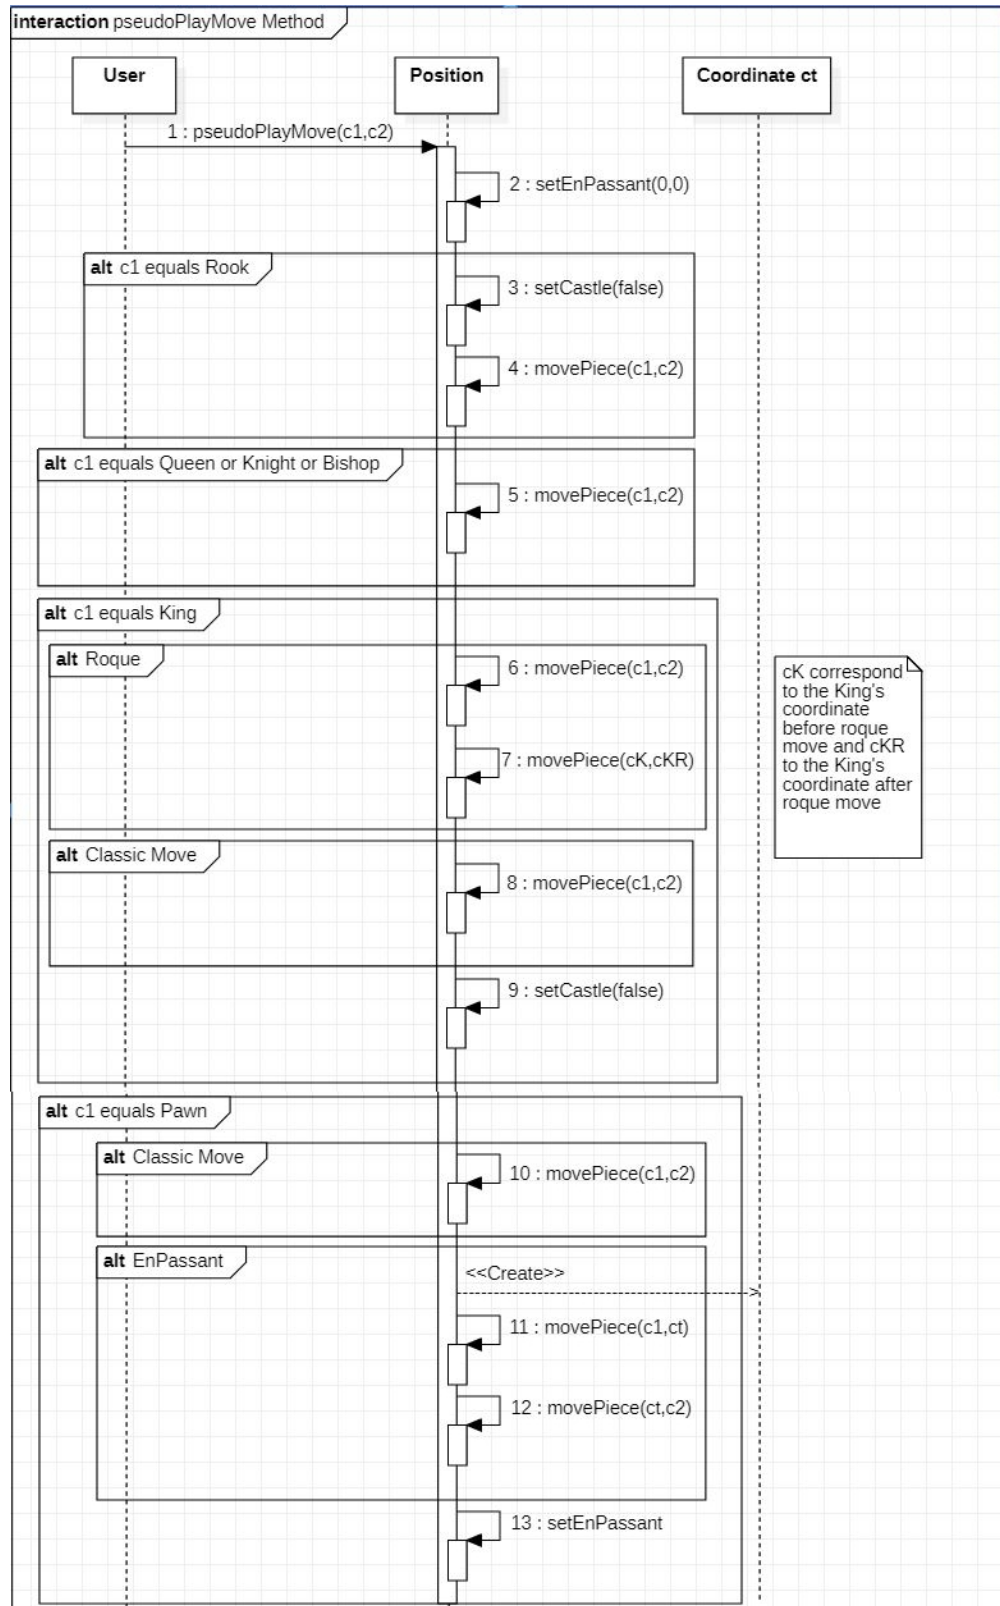 interaction pseudoPlayMove Method
User
Position
Coordinate ct
1 : pseudoPlayMove(c1,c2)
2 : setEnPassant(0,0)
alt c1 equals Rook
3 : setCastle(false)
4 : movePiece(c1,c2)
alt c1 equals Queen or Knight or Bishop
5 : movePiece(c1,c2)
alt c1 equals King
alt Roque
6 : movePiece(c1,c2)
cK correspond
to the King's
coordinate
before roque
move and cKR
to the King's
coordinate after
roque move
7 : movePiece(cK,cKR)
alt Classic Move
8 : movePiece(c1,c2)
9 : setCastle(false)
alt c1 equals Pawn
alt Classic Move
10 : movePiece(c1,c2)
alt EnPassant
<<Create>>
11 : movePiece(c1,ct)
12 : movePiece(ct,c2)
13 : setEnPassant